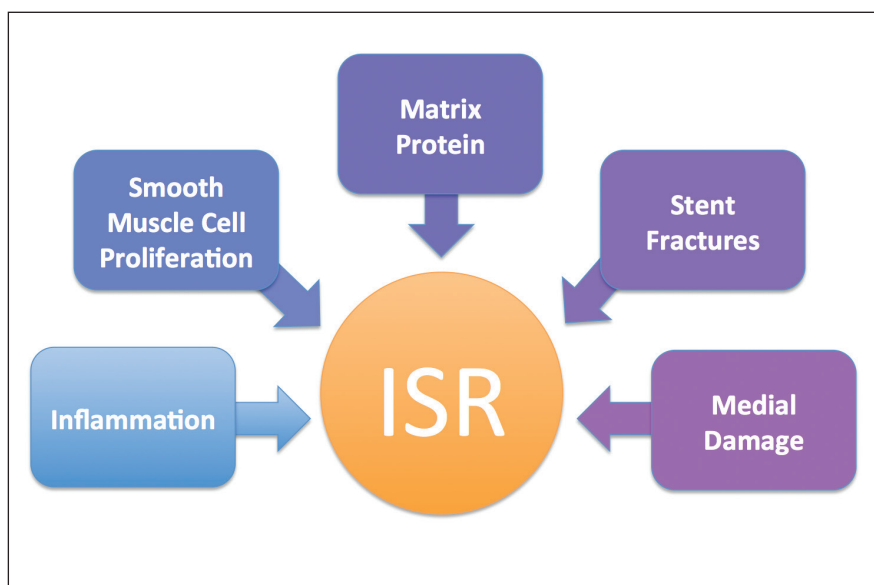 Matrix
Protein
Smooth
Muscle Cell
Proliferation
Stent
Fractures
Inflammation
ISR
Medial
Damage